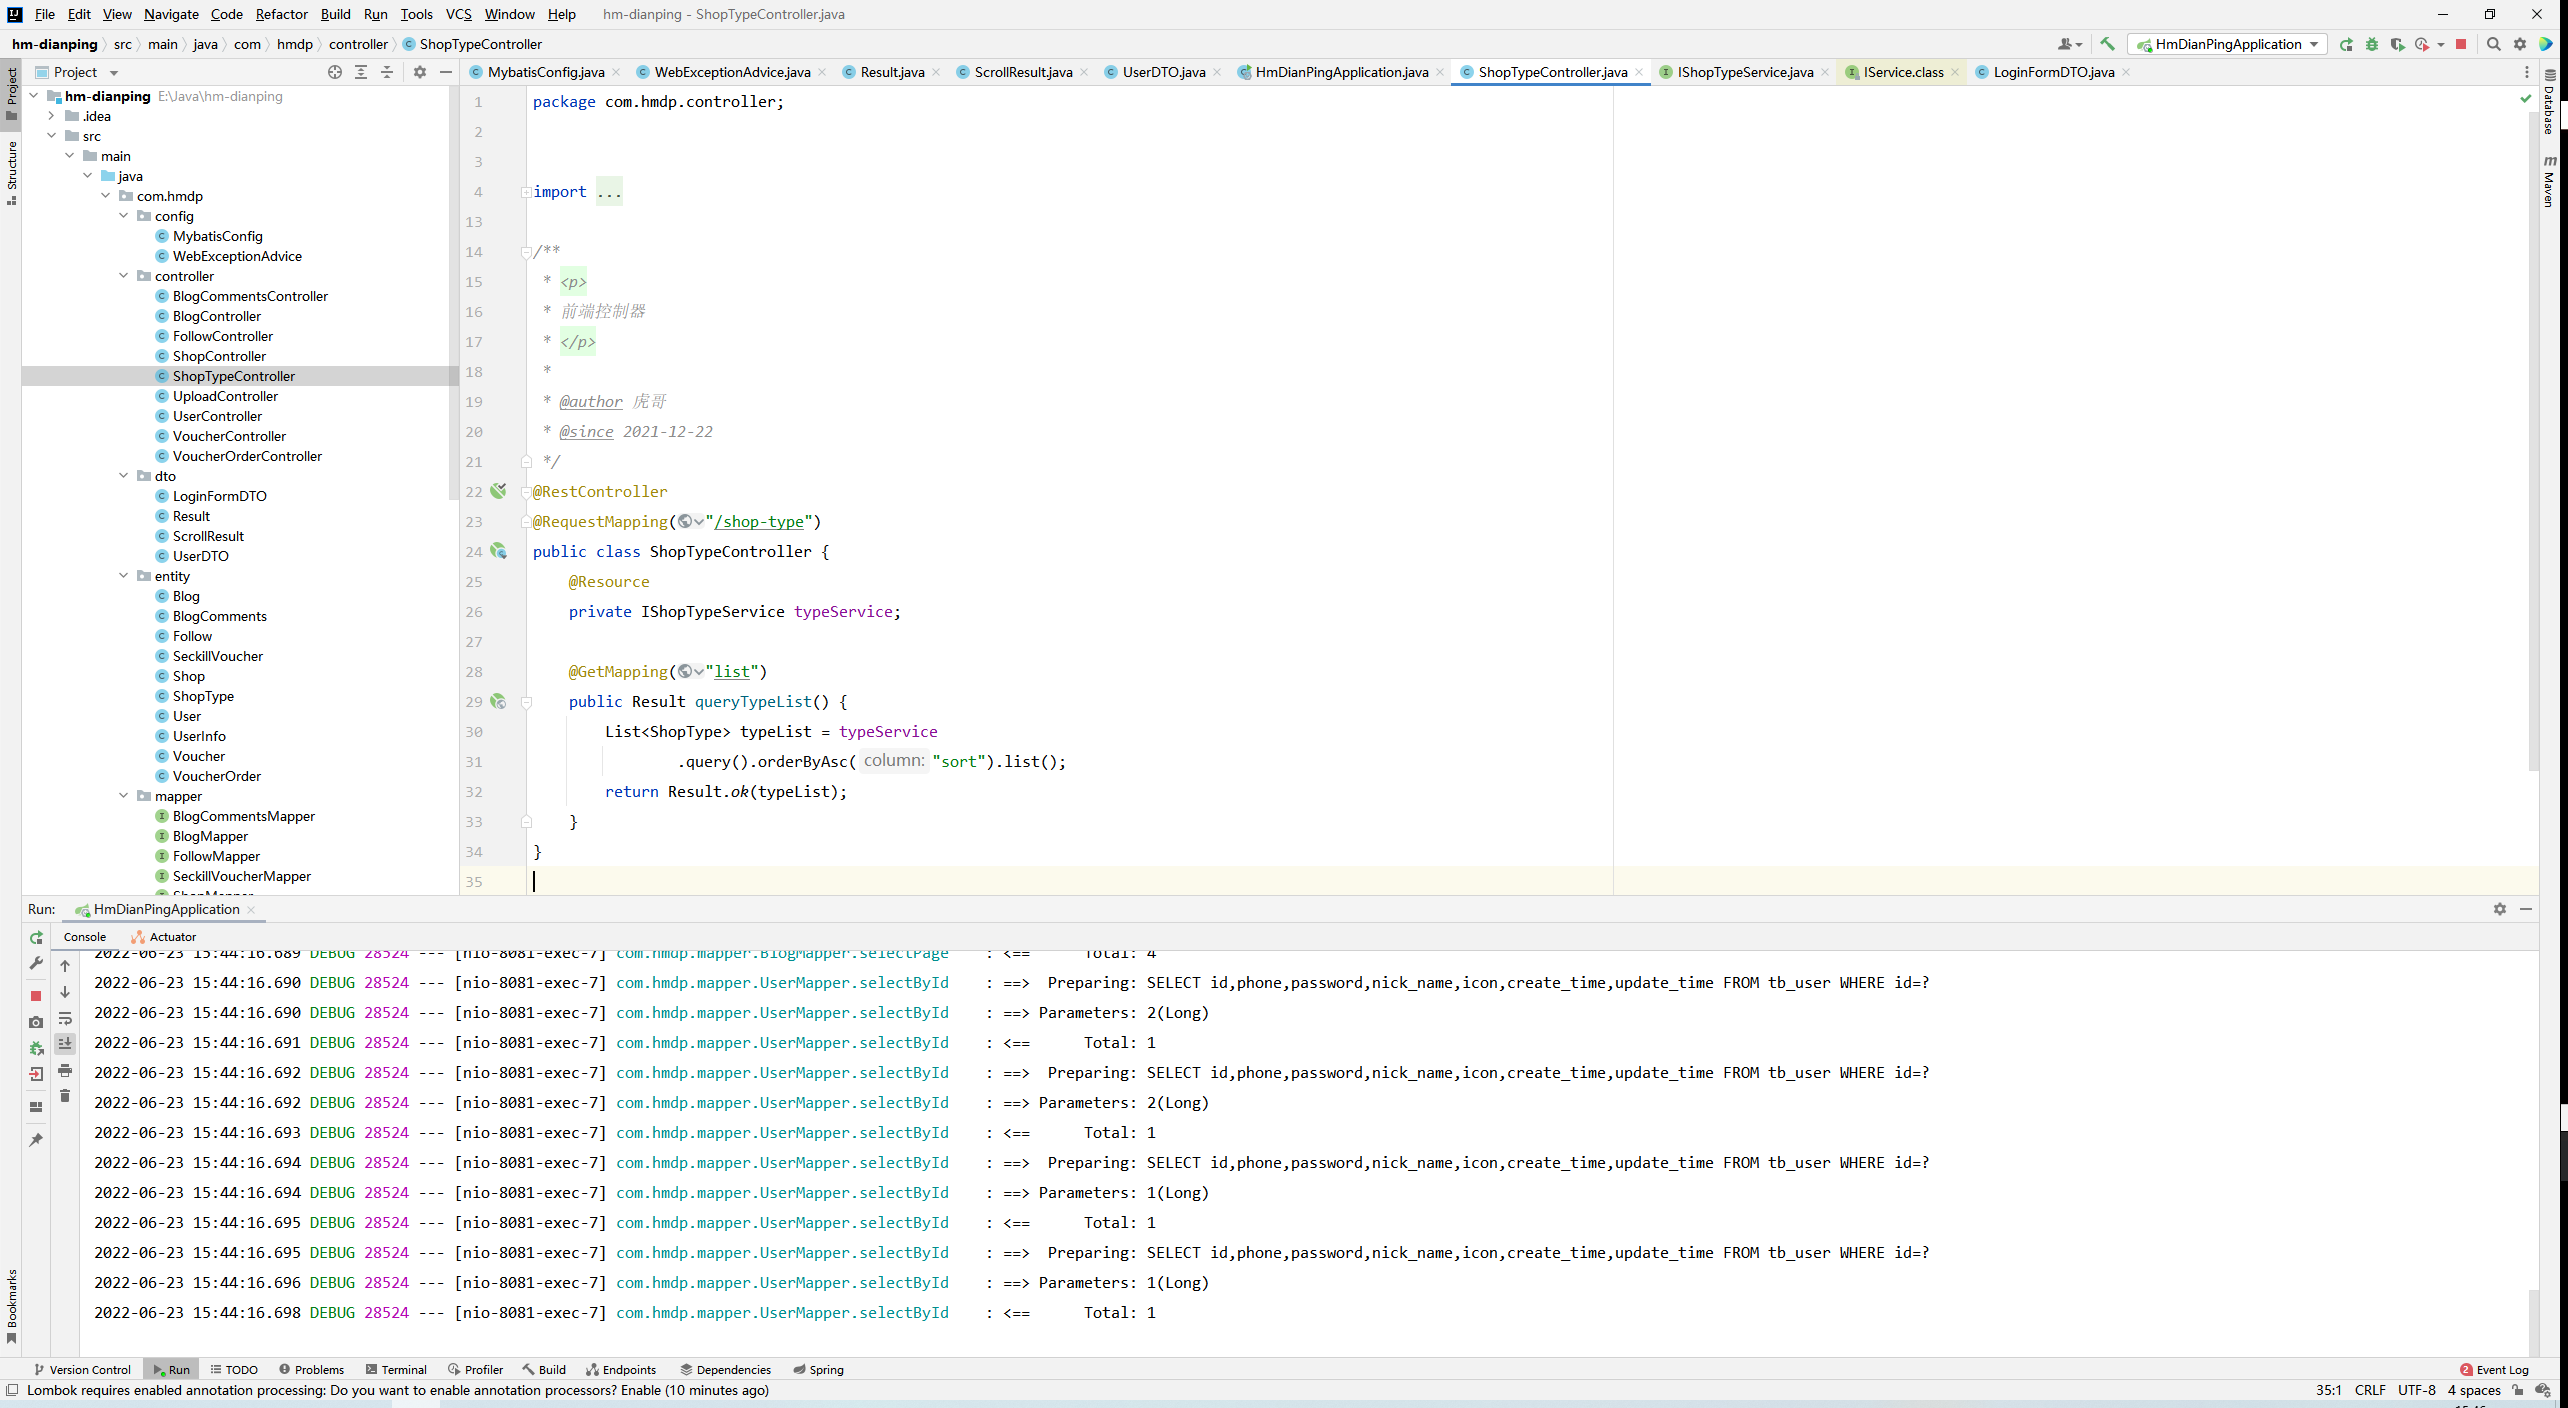 File Edit View Navigate Code Refactor Build Run Tools VCS Window Help hm-dianping - ShopTypeController.java
hm-dianping src main java com hmdp controller ShopTypeController HmDianPingApplication
Project
MybatisConfig.java WebExceptionAdvice.java Result.java ScrollResult.java UserDTO.java HmDianPingApplication.java ShopTypeController.java IShopTypeService.java IService.class LoginFormDTO.java
Project
Structure
Bookmarks
Database
Maven
hm-dianping E:\Java\hm-dianping
.idea
src
main
java
com.hmdp
config
MybatisConfig
WebExceptionAdvice
controller
BlogCommentsController
BlogController
FollowController
ShopController
ShopTypeController
UploadController
UserController
VoucherController
VoucherOrderController
dto
LoginFormDTO
Result
ScrollResult
UserDTO
entity
Blog
BlogComments
Follow
SeckillVoucher
Shop
ShopType
User
UserInfo
Voucher
VoucherOrder
mapper
BlogCommentsMapper
BlogMapper
FollowMapper
SeckillVoucherMapper
ShopMapper
1 package com.hmdp.controller;
2
3
4 import ...
13
14 /**
15 * <p>
16 * 前端控制器
17 * </p>
18 *
19 * @author 虎哥
20 * @since 2021-12-22
21 */
22 @RestController
23 @RequestMapping("/shop-type")
24 public class ShopTypeController {
25 @Resource
26 private IShopTypeService typeService;
27
28 @GetMapping("list")
29 public Result queryTypeList() {
30 List<ShopType> typeList = typeService
31 .query().orderByAsc( column: "sort").list();
32 return Result.ok(typeList);
33 }
34 }
35
Run: HmDianPingApplication
Console Actuator
2022-06-23 15:44:16.689 DEBUG 28524 --- [nio-8081-exec-7] com.hmdp.mapper.BlogMapper.selectPage : <== Total: 4
2022-06-23 15:44:16.690 DEBUG 28524 --- [nio-8081-exec-7] com.hmdp.mapper.UserMapper.selectById : ==> Preparing: SELECT id,phone,password,nick_name,icon,create_time,update_time FROM tb_user WHERE id=?
2022-06-23 15:44:16.690 DEBUG 28524 --- [nio-8081-exec-7] com.hmdp.mapper.UserMapper.selectById : ==> Parameters: 2(Long)
2022-06-23 15:44:16.691 DEBUG 28524 --- [nio-8081-exec-7] com.hmdp.mapper.UserMapper.selectById : <== Total: 1
2022-06-23 15:44:16.692 DEBUG 28524 --- [nio-8081-exec-7] com.hmdp.mapper.UserMapper.selectById : ==> Preparing: SELECT id,phone,password,nick_name,icon,create_time,update_time FROM tb_user WHERE id=?
2022-06-23 15:44:16.692 DEBUG 28524 --- [nio-8081-exec-7] com.hmdp.mapper.UserMapper.selectById : ==> Parameters: 2(Long)
2022-06-23 15:44:16.693 DEBUG 28524 --- [nio-8081-exec-7] com.hmdp.mapper.UserMapper.selectById : <== Total: 1
2022-06-23 15:44:16.694 DEBUG 28524 --- [nio-8081-exec-7] com.hmdp.mapper.UserMapper.selectById : ==> Preparing: SELECT id,phone,password,nick_name,icon,create_time,update_time FROM tb_user WHERE id=?
2022-06-23 15:44:16.694 DEBUG 28524 --- [nio-8081-exec-7] com.hmdp.mapper.UserMapper.selectById : ==> Parameters: 1(Long)
2022-06-23 15:44:16.695 DEBUG 28524 --- [nio-8081-exec-7] com.hmdp.mapper.UserMapper.selectById : <== Total: 1
2022-06-23 15:44:16.695 DEBUG 28524 --- [nio-8081-exec-7] com.hmdp.mapper.UserMapper.selectById : ==> Preparing: SELECT id,phone,password,nick_name,icon,create_time,update_time FROM tb_user WHERE id=?
2022-06-23 15:44:16.696 DEBUG 28524 --- [nio-8081-exec-7] com.hmdp.mapper.UserMapper.selectById : ==> Parameters: 1(Long)
2022-06-23 15:44:16.698 DEBUG 28524 --- [nio-8081-exec-7] com.hmdp.mapper.UserMapper.selectById : <== Total: 1
Version Control Run TODO Problems Terminal Profiler Build Endpoints Dependencies Spring 2 Event Log
Lombok requires enabled annotation processing: Do you want to enable annotation processors? Enable (10 minutes ago) 35:1 CRLF UTF-8 4 spaces